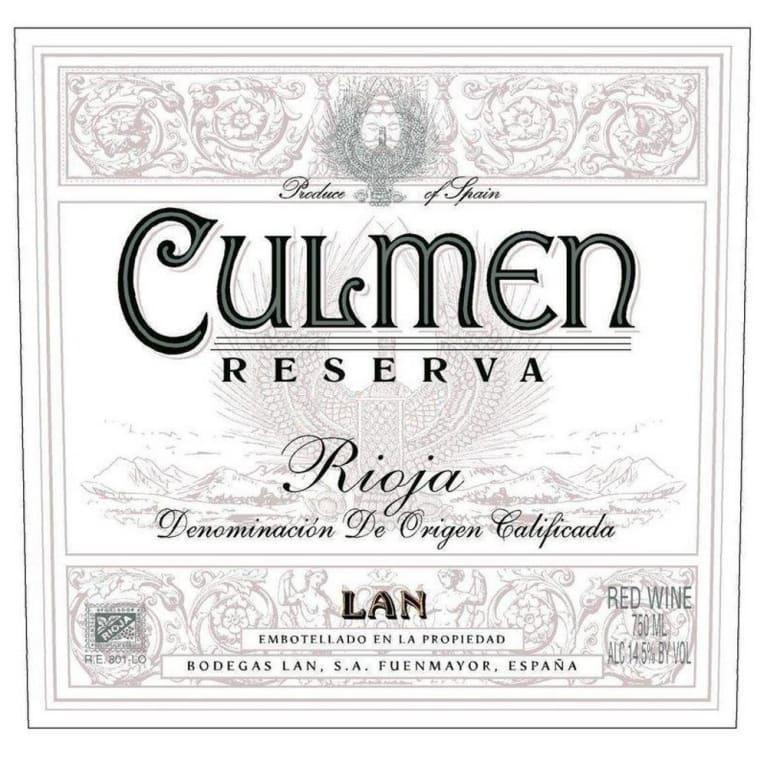 Produce of Spain
CULMEN
RESERVA
Rioja
Denominación De Origen Calificada
LAN
EMBOTELLADO EN LA PROPIEDAD
BODEGAS LAN, S.A. FUENMAYOR, ESPAÑA
RIOJA
R.E. 801-LO
RED WINE
750 ML
ALC 14,5% BY VOL